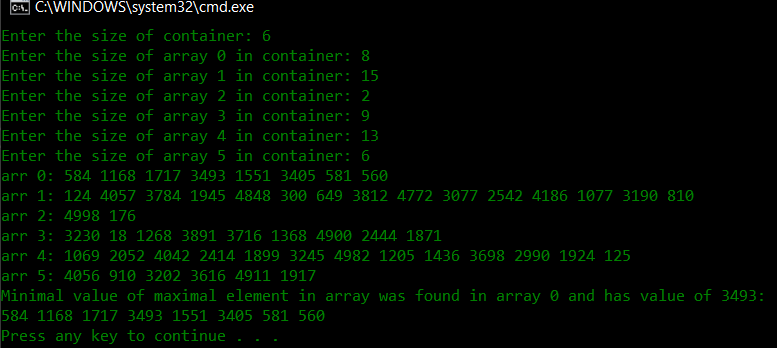 C:\WINDOWS\system32\cmd.exe
Enter the size of container: 6
Enter the size of array 0 in container: 8
Enter the size of array 1 in container: 15
Enter the size of array 2 in container: 2
Enter the size of array 3 in container: 9
Enter the size of array 4 in container: 13
Enter the size of array 5 in container: 6
arr 0: 584 1168 1717 3493 1551 3405 581 560
arr 1: 124 4057 3784 1945 4848 300 649 3812 4772 3077 2542 4186 1077 3190 810
arr 2: 4998 176
arr 3: 3230 18 1268 3891 3716 1368 4900 2444 1871
arr 4: 1069 2052 4042 2414 1899 3245 4982 1205 1436 3698 2990 1924 125
arr 5: 4056 910 3202 3616 4911 1917
Minimal value of maximal element in array was found in array 0 and has value of 3493:
584 1168 1717 3493 1551 3405 581 560
Press any key to continue . . .